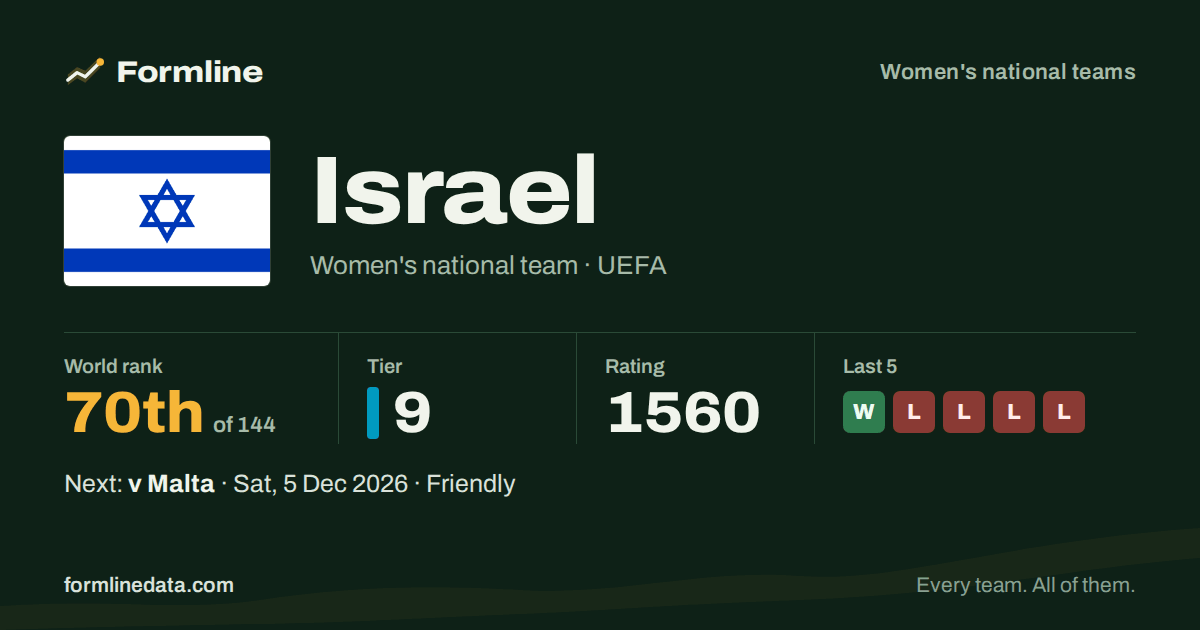 Formline
Women's national teams
Israel
Women's national team · UEFA
World rank
70th of 144
Tier
9
Rating
1560
Last 5
W L L L L
Next: v Malta · Sat, 5 Dec 2026 · Friendly
formlinedata.com
Every team. All of them.